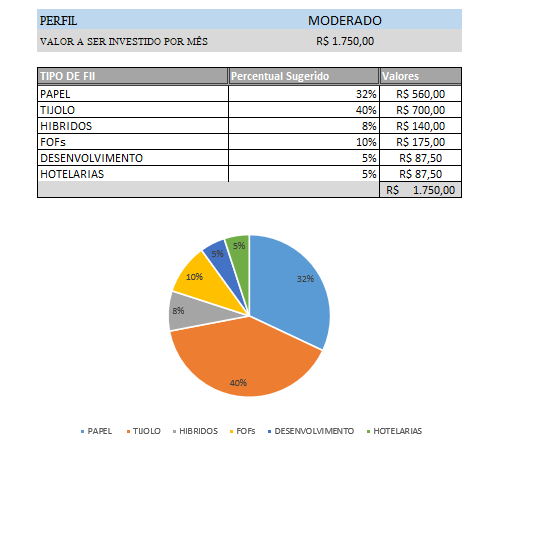 PERFIL MODERADO
VALOR A SER INVESTIDO POR MÊS R$ 1.750,00
TIPO DE FII Percentual Sugerido Valores
PAPEL 32% R$ 560,00
TIJOLO 40% R$ 700,00
HIBRIDOS 8% R$ 140,00
FOFs 10% R$ 175,00
DESENVOLVIMENTO 5% R$ 87,50
HOTELARIAS 5% R$ 87,50
R$ 1.750,00
5% 5%
10% 32%
8%
40%
PAPEL TIJOLO HIBRIDOS FOFs DESENVOLVIMENTO HOTELARIAS